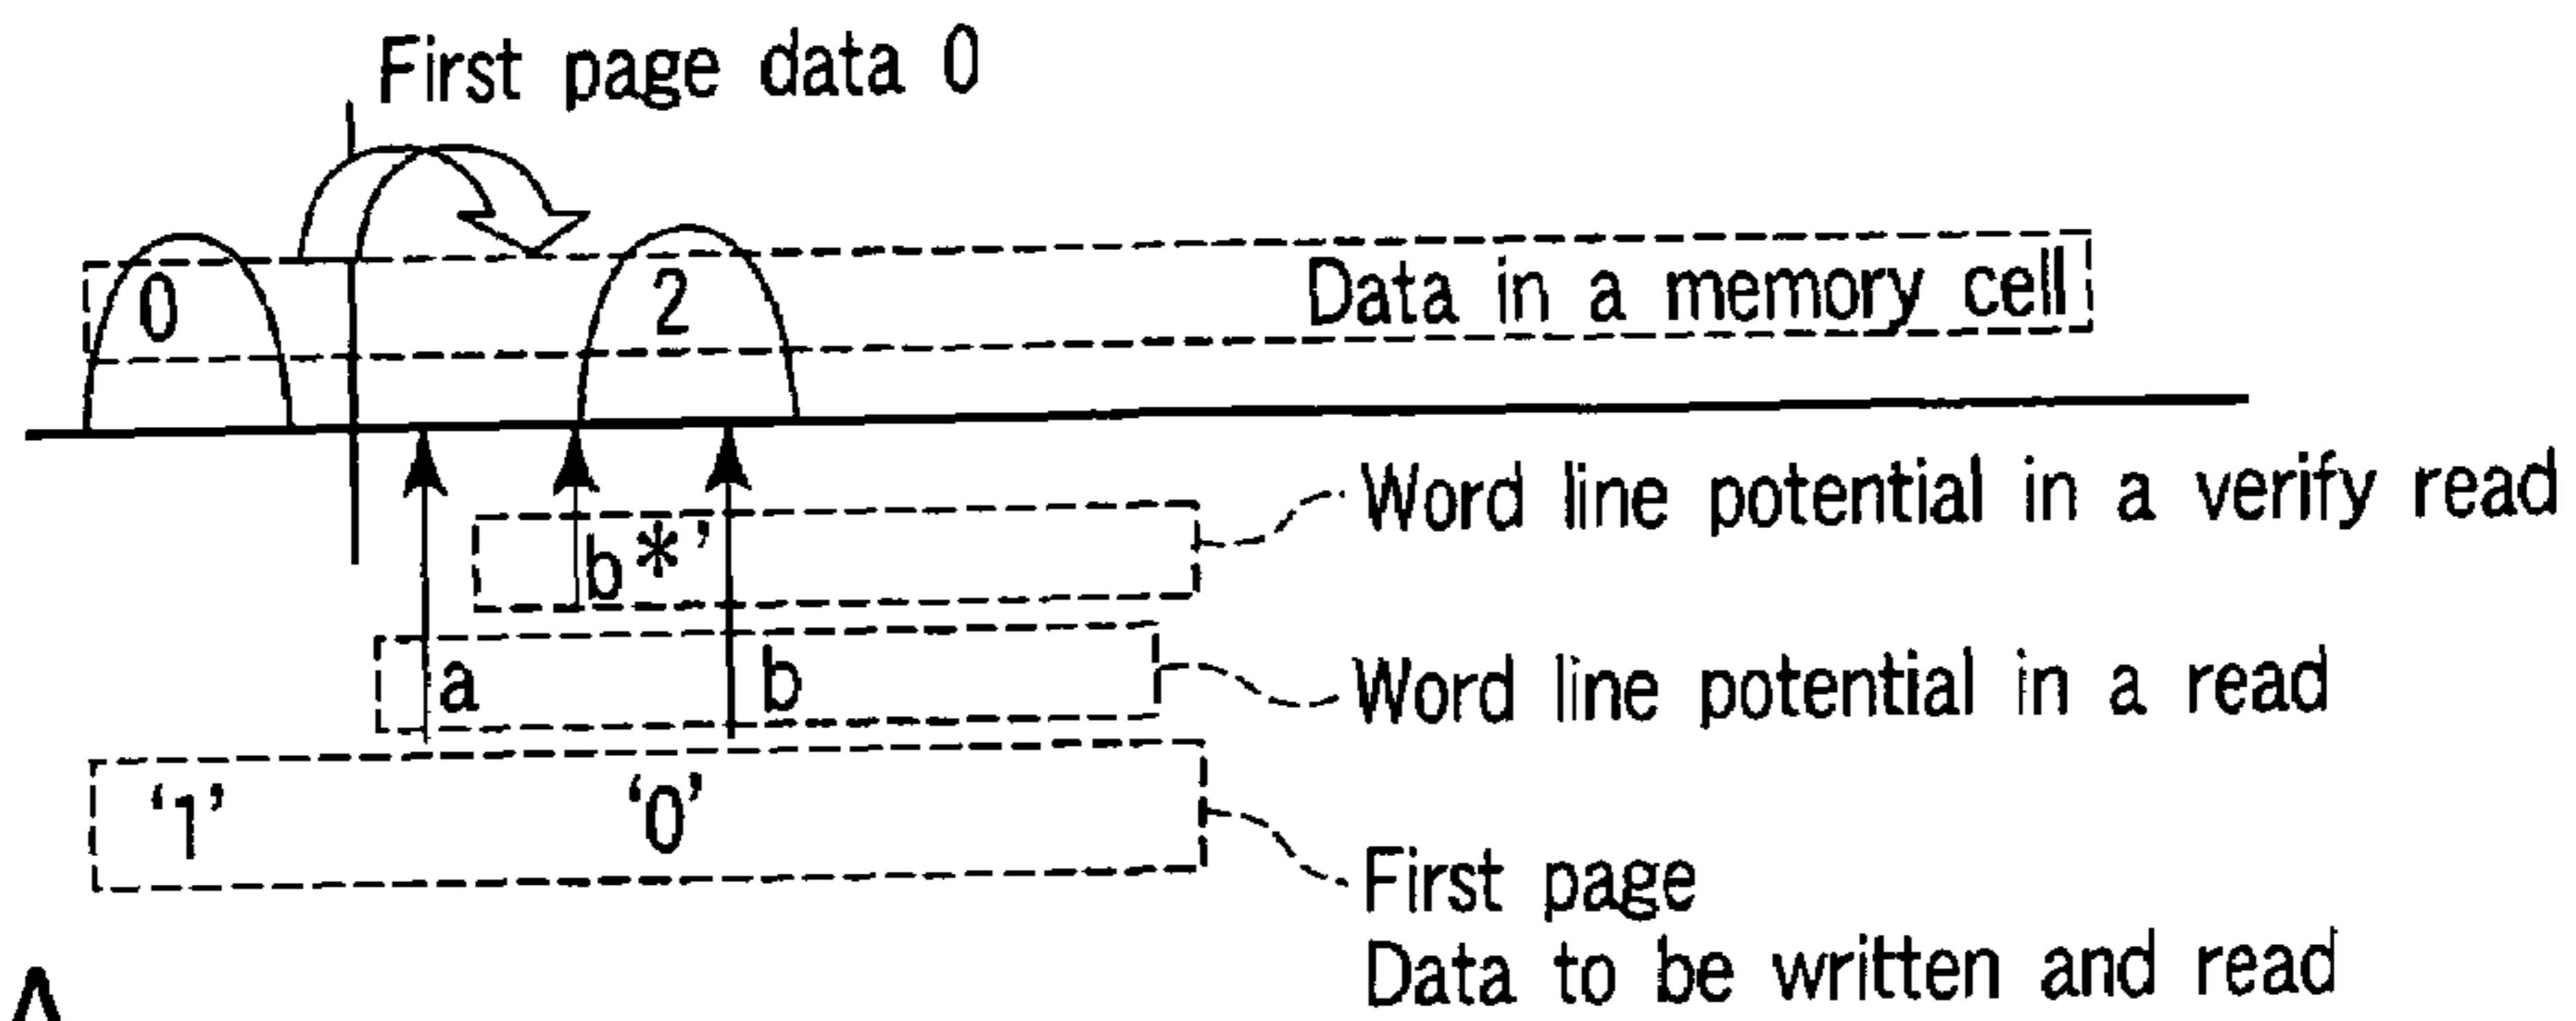 First page data 0
0 2 Data in a memory cell
b*' Word line potential in a verify read
a b Word line potential in a read
'1' '0' First page
Data to be written and read